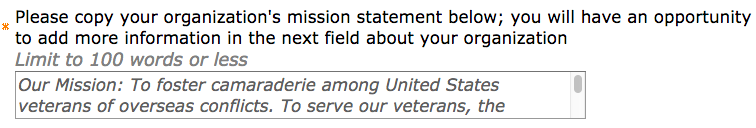 * Please copy your organization's mission statement below; you will have an opportunity
to add more information in the next field about your organization
Limit to 100 words or less
Our Mission: To foster camaraderie among United States
veterans of overseas conflicts. To serve our veterans, the